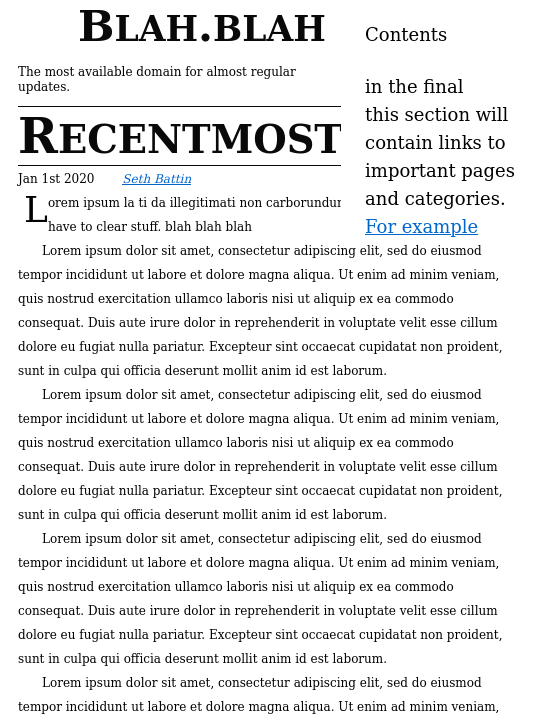 BLAH.BLAH
The most available domain for almost regular
updates.
RECENTMOST
Jan 1st 2020 Seth Battin
Lorem ipsum la ti da illegitimati non carborundum
have to clear stuff. blah blah blah
Contents
in the final
this section will
contain links to
important pages
and categories.
For example
Lorem ipsum dolor sit amet, consectetur adipiscing elit, sed do eiusmod
tempor incididunt ut labore et dolore magna aliqua. Ut enim ad minim veniam,
quis nostrud exercitation ullamco laboris nisi ut aliquip ex ea commodo
consequat. Duis aute irure dolor in reprehenderit in voluptate velit esse cillum
dolore eu fugiat nulla pariatur. Excepteur sint occaecat cupidatat non proident,
sunt in culpa qui officia deserunt mollit anim id est laborum.
Lorem ipsum dolor sit amet, consectetur adipiscing elit, sed do eiusmod
tempor incididunt ut labore et dolore magna aliqua. Ut enim ad minim veniam,
quis nostrud exercitation ullamco laboris nisi ut aliquip ex ea commodo
consequat. Duis aute irure dolor in reprehenderit in voluptate velit esse cillum
dolore eu fugiat nulla pariatur. Excepteur sint occaecat cupidatat non proident,
sunt in culpa qui officia deserunt mollit anim id est laborum.
Lorem ipsum dolor sit amet, consectetur adipiscing elit, sed do eiusmod
tempor incididunt ut labore et dolore magna aliqua. Ut enim ad minim veniam,
quis nostrud exercitation ullamco laboris nisi ut aliquip ex ea commodo
consequat. Duis aute irure dolor in reprehenderit in voluptate velit esse cillum
dolore eu fugiat nulla pariatur. Excepteur sint occaecat cupidatat non proident,
sunt in culpa qui officia deserunt mollit anim id est laborum.
Lorem ipsum dolor sit amet, consectetur adipiscing elit, sed do eiusmod
tempor incididunt ut labore et dolore magna aliqua. Ut enim ad minim veniam,